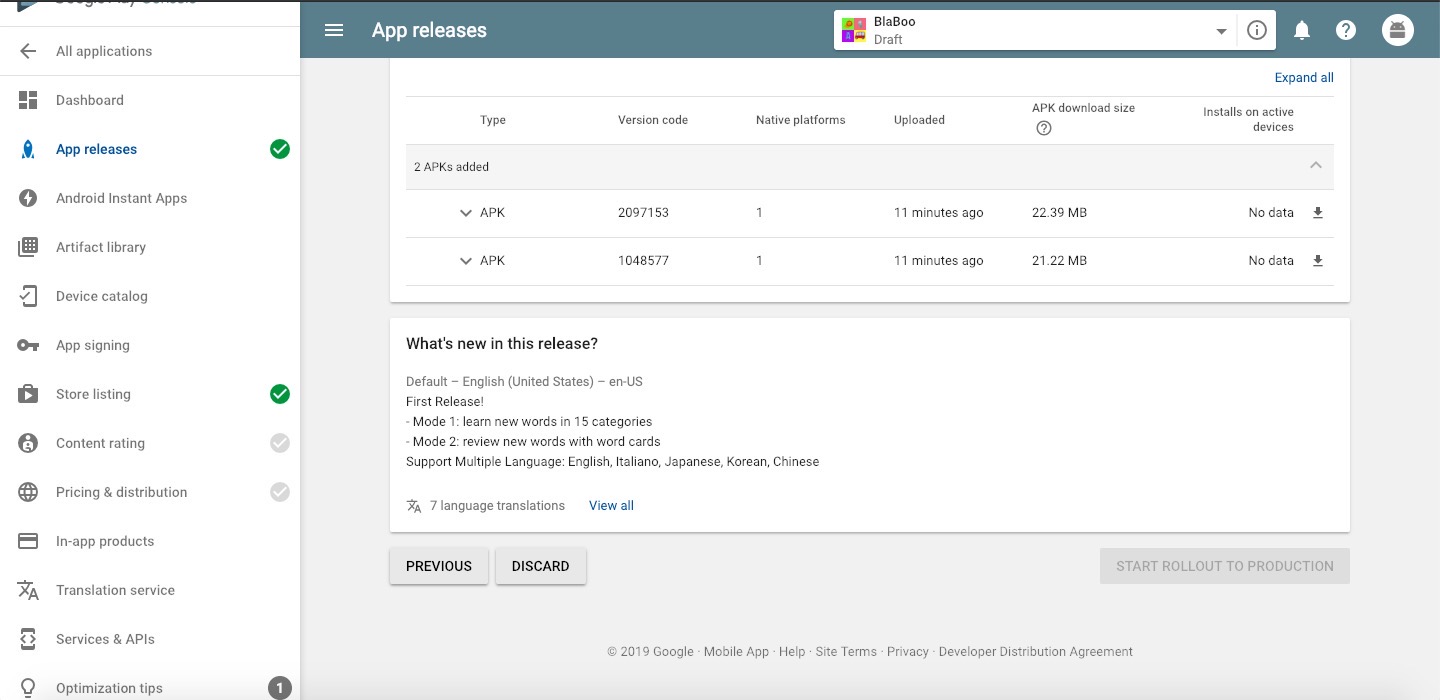 All applications
Dashboard
App releases
Android Instant Apps
Artifact library
Device catalog
App signing
Store listing
Content rating
Pricing & distribution
In-app products
Translation service
Services & APIs
Optimization tips
1
App releases
BlaBoo
Draft
Expand all
Type
Version code
Native platforms
Uploaded
APK download size
Installs on active
devices
2 APKs added
APK 2097153 1 11 minutes ago 22.39 MB No data
APK 1048577 1 11 minutes ago 21.22 MB No data
What's new in this release?
Default – English (United States) – en-US
First Release!
- Mode 1: learn new words in 15 categories
- Mode 2: review new words with word cards
Support Multiple Language: English, Italiano, Japanese, Korean, Chinese
7 language translations View all
PREVIOUS
DISCARD
START ROLLOUT TO PRODUCTION
© 2019 Google · Mobile App · Help · Site Terms · Privacy · Developer Distribution Agreement